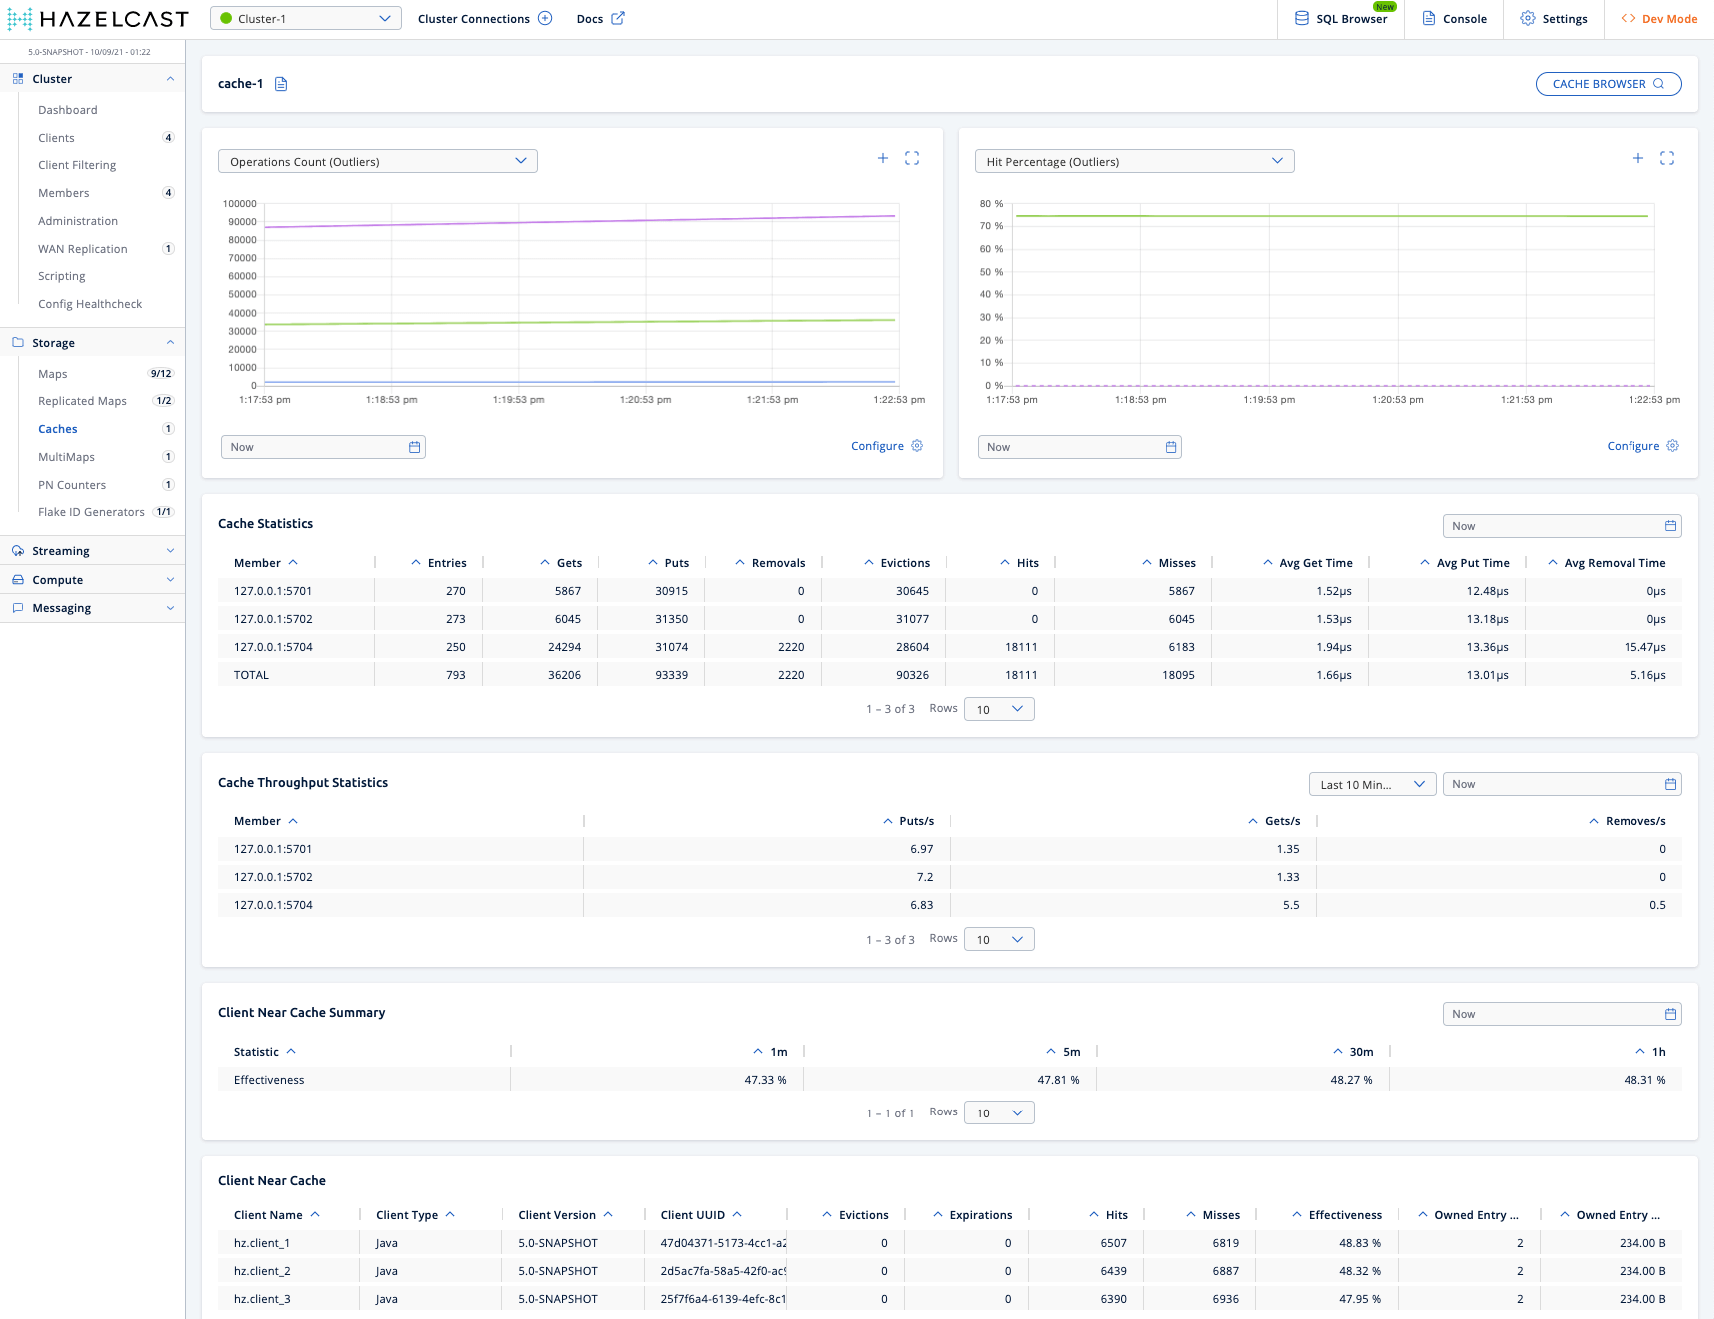 HAZELCAST
Cluster-1
Cluster Connections
Docs
SQL Browser
New
Console
Settings
Dev Mode
5.0-SNAPSHOT - 10/09/21 - 01:22
Cluster
Dashboard
Clients 4
Client Filtering
Members 4
Administration
WAN Replication 1
Scripting
Config Healthcheck
Storage
Maps 9/12
Replicated Maps 1/2
Caches 1
MultiMaps 1
PN Counters 1
Flake ID Generators 1/1
Streaming
Compute
Messaging
cache-1
CACHE BROWSER
Operations Count (Outliers)
100000
90000
80000
70000
60000
50000
40000
30000
20000
10000
0
1:17:53 pm 1:18:53 pm 1:19:53 pm 1:20:53 pm 1:21:53 pm 1:22:53 pm
Now
Configure
Hit Percentage (Outliers)
80 %
70 %
60 %
50 %
40 %
30 %
20 %
10 %
0 %
1:17:53 pm 1:18:53 pm 1:19:53 pm 1:20:53 pm 1:21:53 pm 1:22:53 pm
Now
Configure
Cache Statistics
Now
Member Entries Gets Puts Removals Evictions Hits Misses Avg Get Time Avg Put Time Avg Removal Time
127.0.0.1:5701 270 5867 30915 0 30645 0 5867 1.52µs 12.48µs 0µs
127.0.0.1:5702 273 6045 31350 0 31077 0 6045 1.53µs 13.18µs 0µs
127.0.0.1:5704 250 24294 31074 2220 28604 18111 6183 1.94µs 13.36µs 15.47µs
TOTAL 793 36206 93339 2220 90326 18111 18095 1.66µs 13.01µs 5.16µs
1 – 3 of 3 Rows 10
Cache Throughput Statistics
Last 10 Min... Now
Member Puts/s Gets/s Removes/s
127.0.0.1:5701 6.97 1.35 0
127.0.0.1:5702 7.2 1.33 0
127.0.0.1:5704 6.83 5.5 0.5
1 – 3 of 3 Rows 10
Client Near Cache Summary
Now
Statistic 1m 5m 30m 1h
Effectiveness 47.33 % 47.81 % 48.27 % 48.31 %
1 – 1 of 1 Rows 10
Client Near Cache
Client Name Client Type Client Version Client UUID Evictions Expirations Hits Misses Effectiveness Owned Entry ... Owned Entry ...
hz.client_1 Java 5.0-SNAPSHOT 47d04371-5173-4cc1-a2 0 0 6507 6819 48.83 % 2 234.00 B
hz.client_2 Java 5.0-SNAPSHOT 2d5ac7fa-58a5-42f0-ac9 0 0 6439 6887 48.32 % 2 234.00 B
hz.client_3 Java 5.0-SNAPSHOT 25f7f6a4-6139-4efc-8c1 0 0 6390 6936 47.95 % 2 234.00 B